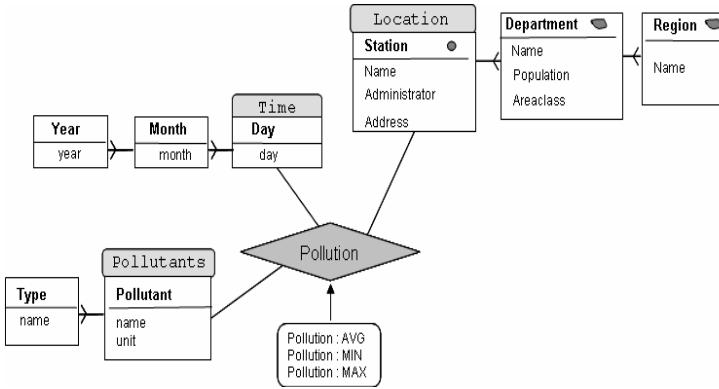 Location
Station
Name
Administrator
Address
Department
Name
Population
Areaclass
Region
Name
Time
Day
day
Month
month
Year
year
Pollution
Pollutants
Pollutant
name
unit
Type
name
Pollution : AVG
Pollution : MIN
Pollution : MAX